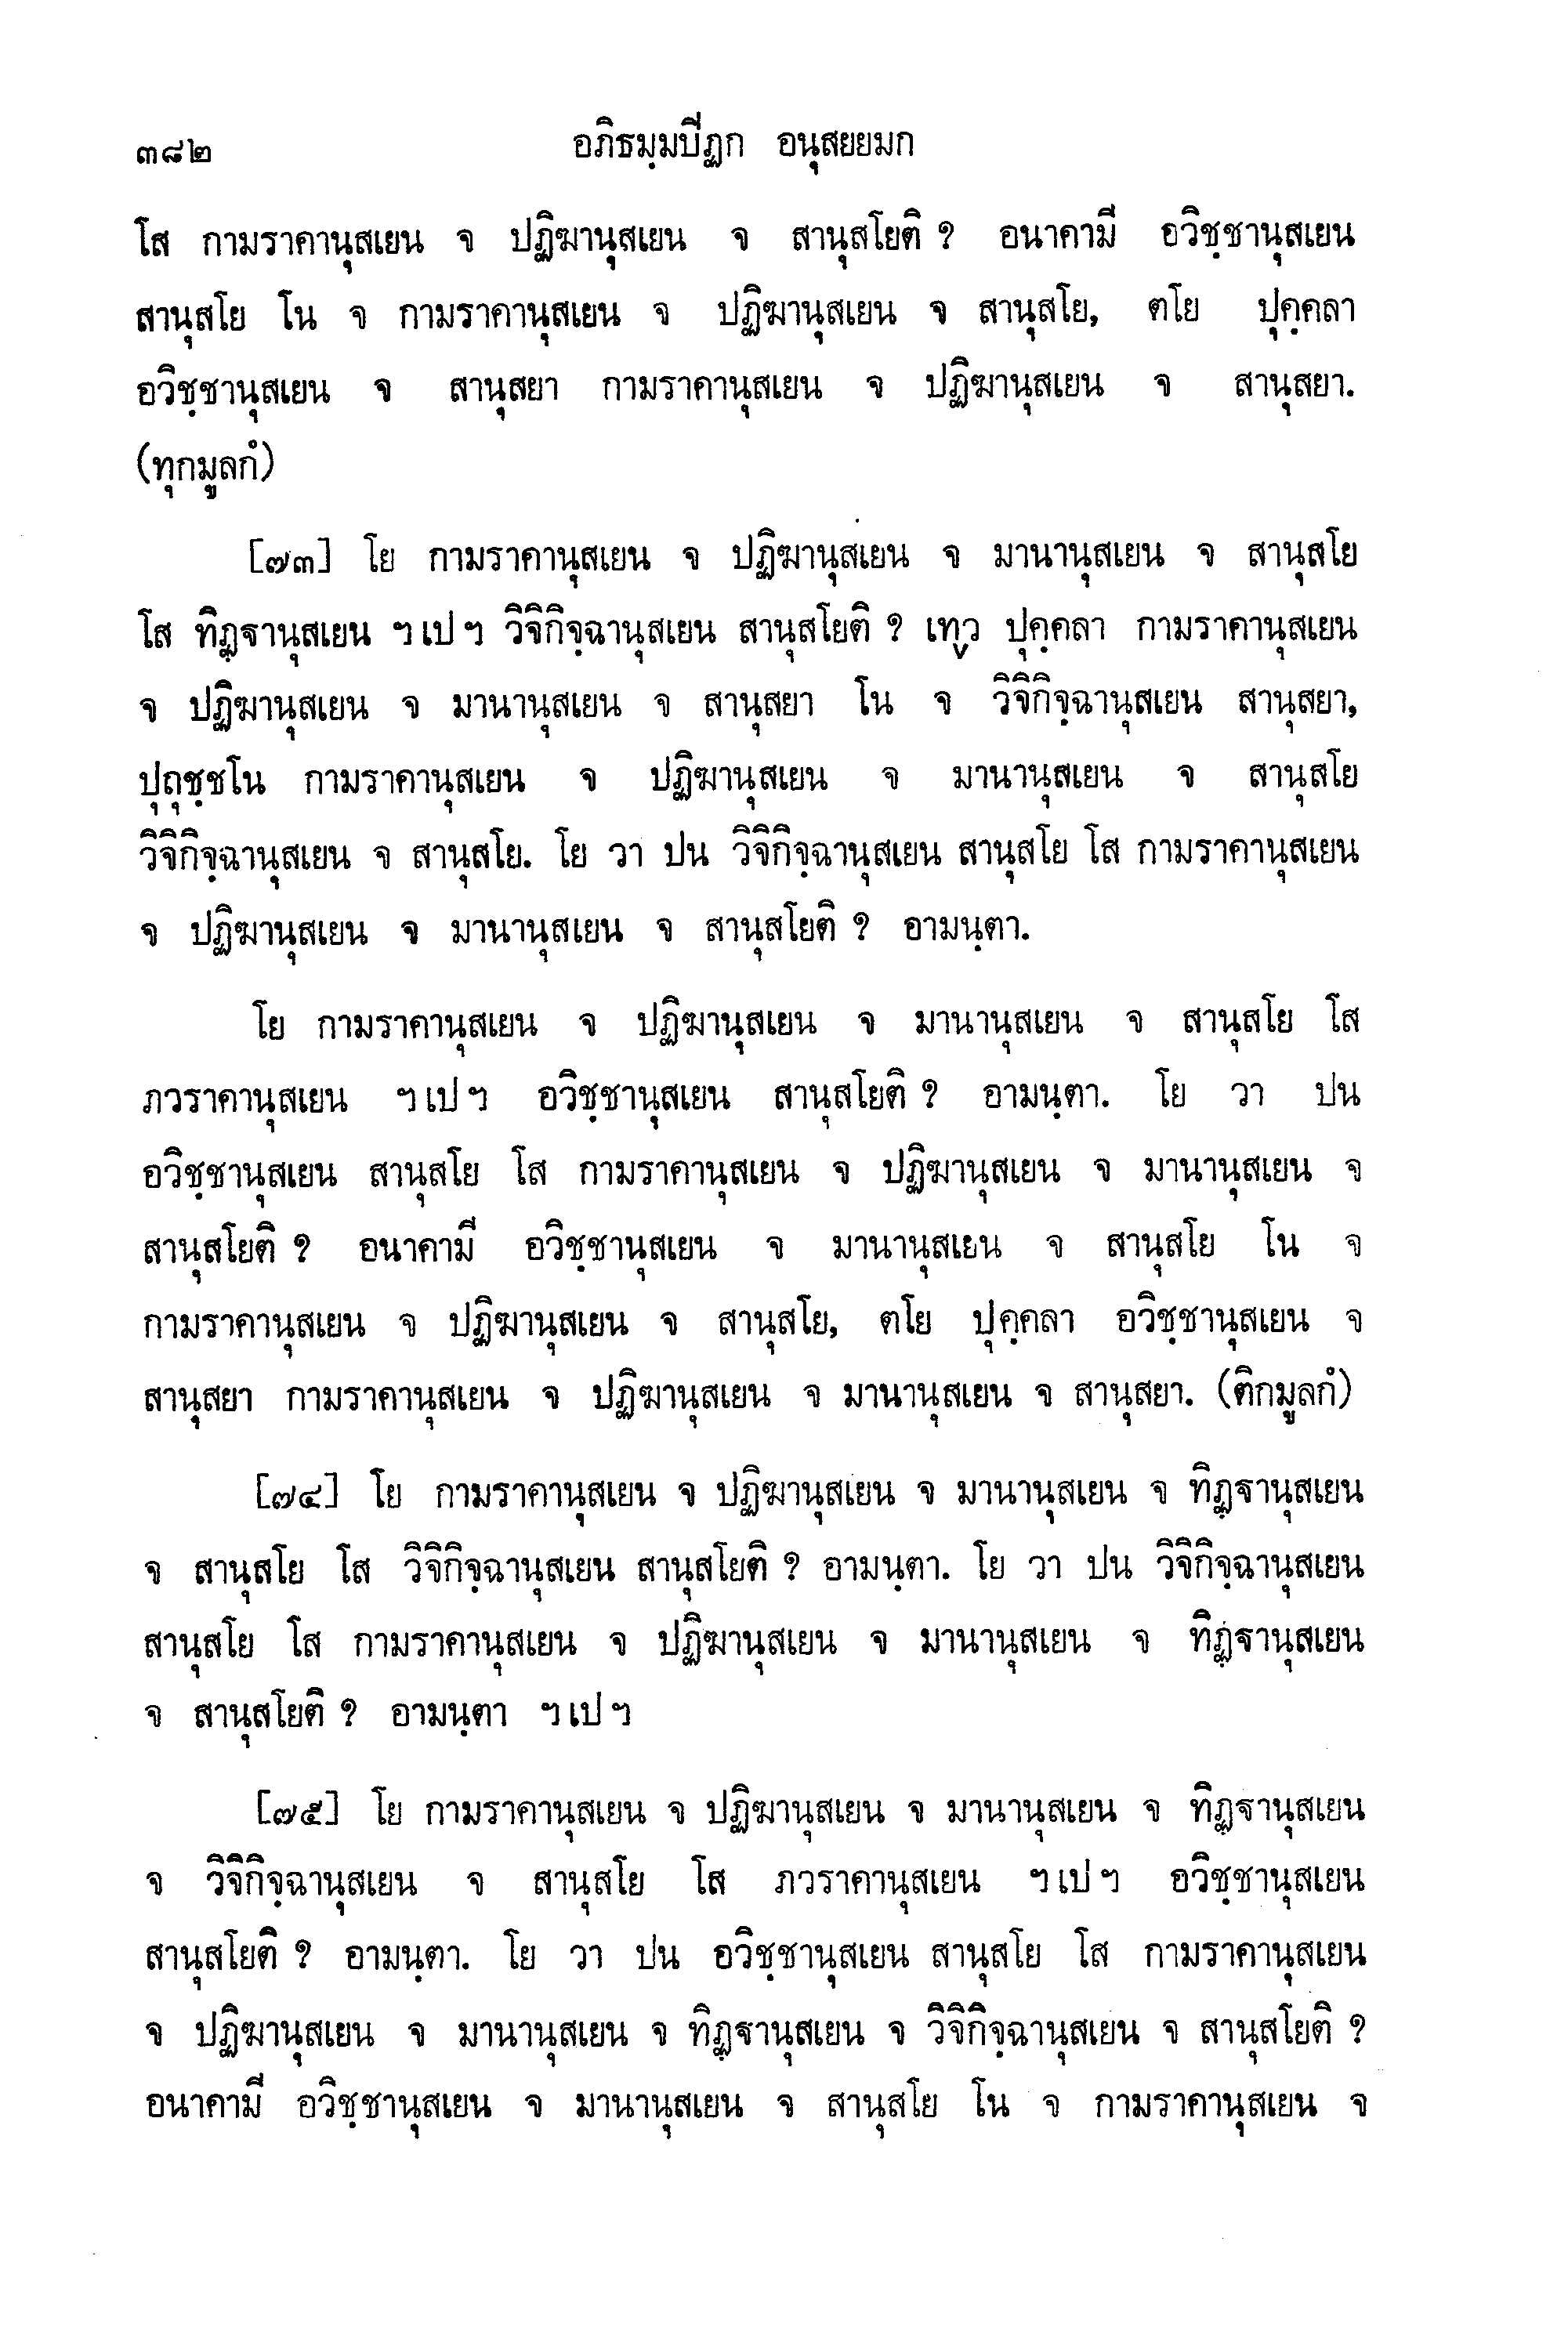 ๓๘๒ อภิธมฺมปีฏก อนุสยยมก
โส กามราคานุสเยน จ ปฏิฆานุสเยน จ สานุสโยติ ? อนาคามี อวิชฺชานุสเยน
สานุสโย โน จ กามราคานุสเยน จ ปฏิฆานุสเยน จ สานุสโย, ตโย ปุคฺคลา
อวิชฺชานุสเยน จ สานุสยา กามราคานุสเยน จ ปฏิฆานุสเยน จ สานุสยา.
(ทุกมูลกํ)
[๗๓] โย กามราคานุสเยน จ ปฏิฆานุสเยน จ มานานุสเยน จ สานุสโย
โส ทิฏฺฐานุสเยน ฯ เป ฯ วิจิกิจฺฉานุสเยน สานุสโยติ ? เทฺว ปุคฺคลา กามราคานุสเยน
จ ปฏิฆานุสเยน จ มานานุสเยน จ สานุสยา โน จ วิจิกิจฺฉานุสเยน สานุสยา,
ปุถุชฺชโน กามราคานุสเยน จ ปฏิฆานุสเยน จ มานานุสเยน จ สานุสโย
วิจิกิจฺฉานุสเยน จ สานุสโย. โย วา ปน วิจิกิจฺฉานุสเยน สานุสโย โส กามราคานุสเยน
จ ปฏิฆานุสเยน จ มานานุสเยน จ สานุสโยติ ? อามนฺตา.
โย กามราคานุสเยน จ ปฏิฆานุสเยน จ มานานุสเยน จ สานุสโย โส
ภวราคานุสเยน ฯ เป ฯ อวิชฺชานุสเยน สานุสโยติ ? อามนฺตา. โย วา ปน
อวิชฺชานุสเยน สานุสโย โส กามราคานุสเยน จ ปฏิฆานุสเยน จ มานานุสเยน จ
สานุสโยติ ? อนาคามี อวิชฺชานุสเยน จ มานานุสเยน จ สานุสโย โน จ
กามราคานุสเยน จ ปฏิฆานุสเยน จ สานุสโย, ตโย ปุคฺคลา อวิชฺชานุสเยน จ
สานุสยา กามราคานุสเยน จ ปฏิฆานุสเยน จ มานานุสเยน จ สานุสยา. (ติกมูลกํ)
[๗๔] โย กามราคานุสเยน จ ปฏิฆานุสเยน จ มานานุสเยน จ ทิฏฺฐานุสเยน
จ สานุสโย โส วิจิกิจฺฉานุสเยน สานุสโยติ ? อามนฺตา. โย วา ปน วิจิกิจฺฉานุสเยน
สานุสโย โส กามราคานุสเยน จ ปฏิฆานุสเยน จ มานานุสเยน จ ทิฏฺฐานุสเยน
จ สานุสโยติ ? อามนฺตา ฯ เป ฯ
[๗๕] โย กามราคานุสเยน จ ปฏิฆานุสเยน จ มานานุสเยน จ ทิฏฺฐานุสเยน
จ วิจิกิจฺฉานุสเยน จ สานุสโย โส ภวราคานุสเยน ฯ เป ฯ อวิชฺชานุสเยน
สานุสโยติ ? อามนฺตา. โย วา ปน อวิชฺชานุสเยน สานุสโย โส กามราคานุสเยน
จ ปฏิฆานุสเยน จ มานานุสเยน จ ทิฏฺฐานุสเยน จ วิจิกิจฺฉานุสเยน จ สานุสโยติ ?
อนาคามี อวิชฺชานุสเยน จ มานานุสเยน จ สานุสโย โน จ กามราคานุสเยน จ